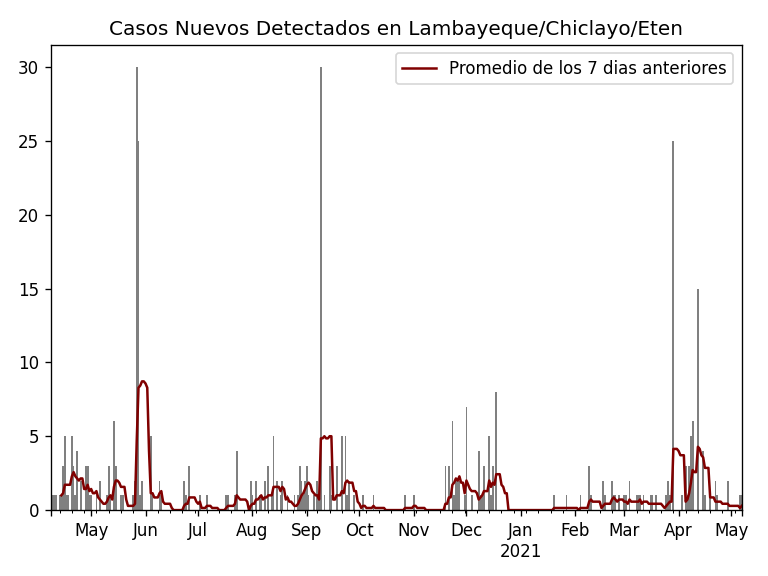 Casos Nuevos Detectados en Lambayeque/Chiclayo/Eten
Promedio de los 7 dias anteriores
30
25
20
15
10
5
0
May Jun Jul Aug Sep Oct Nov Dec Jan Feb Mar Apr May
2021